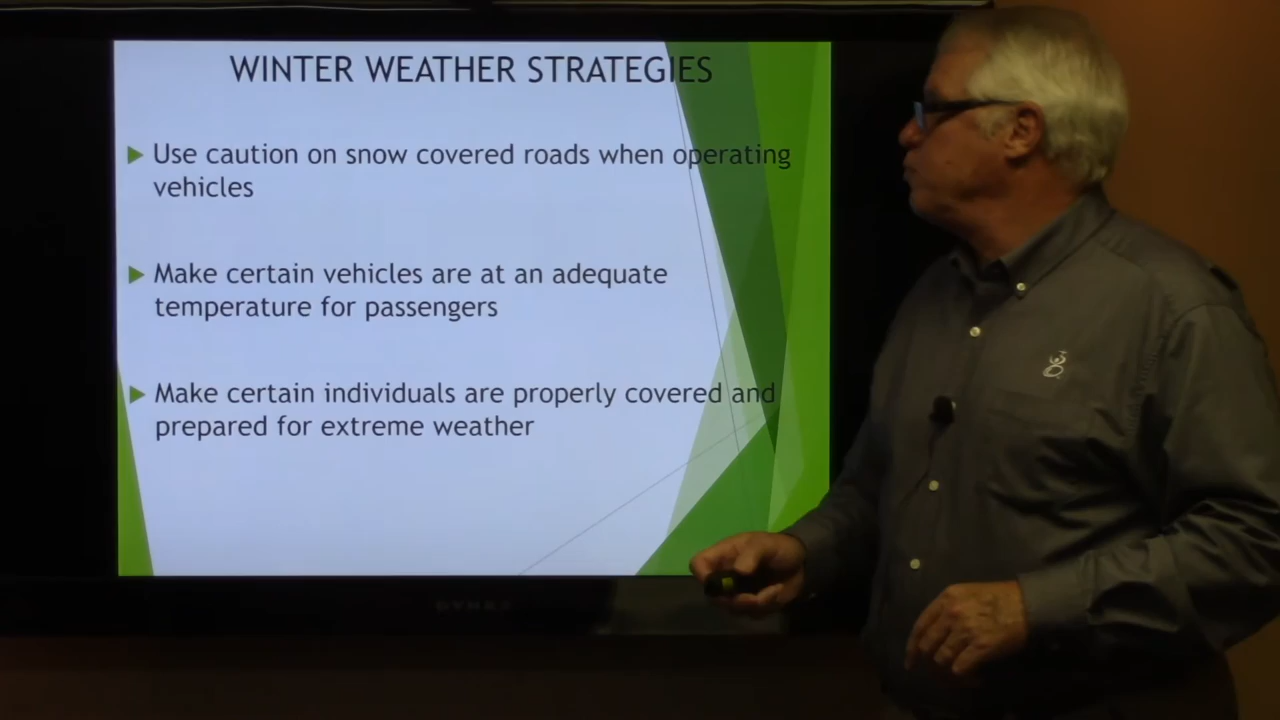 WINTER WEATHER STRATEGIES
Use caution on snow covered roads when operating
vehicles
Make certain vehicles are at an adequate
temperature for passengers
Make certain individuals are properly covered and
prepared for extreme weather
DYNEX